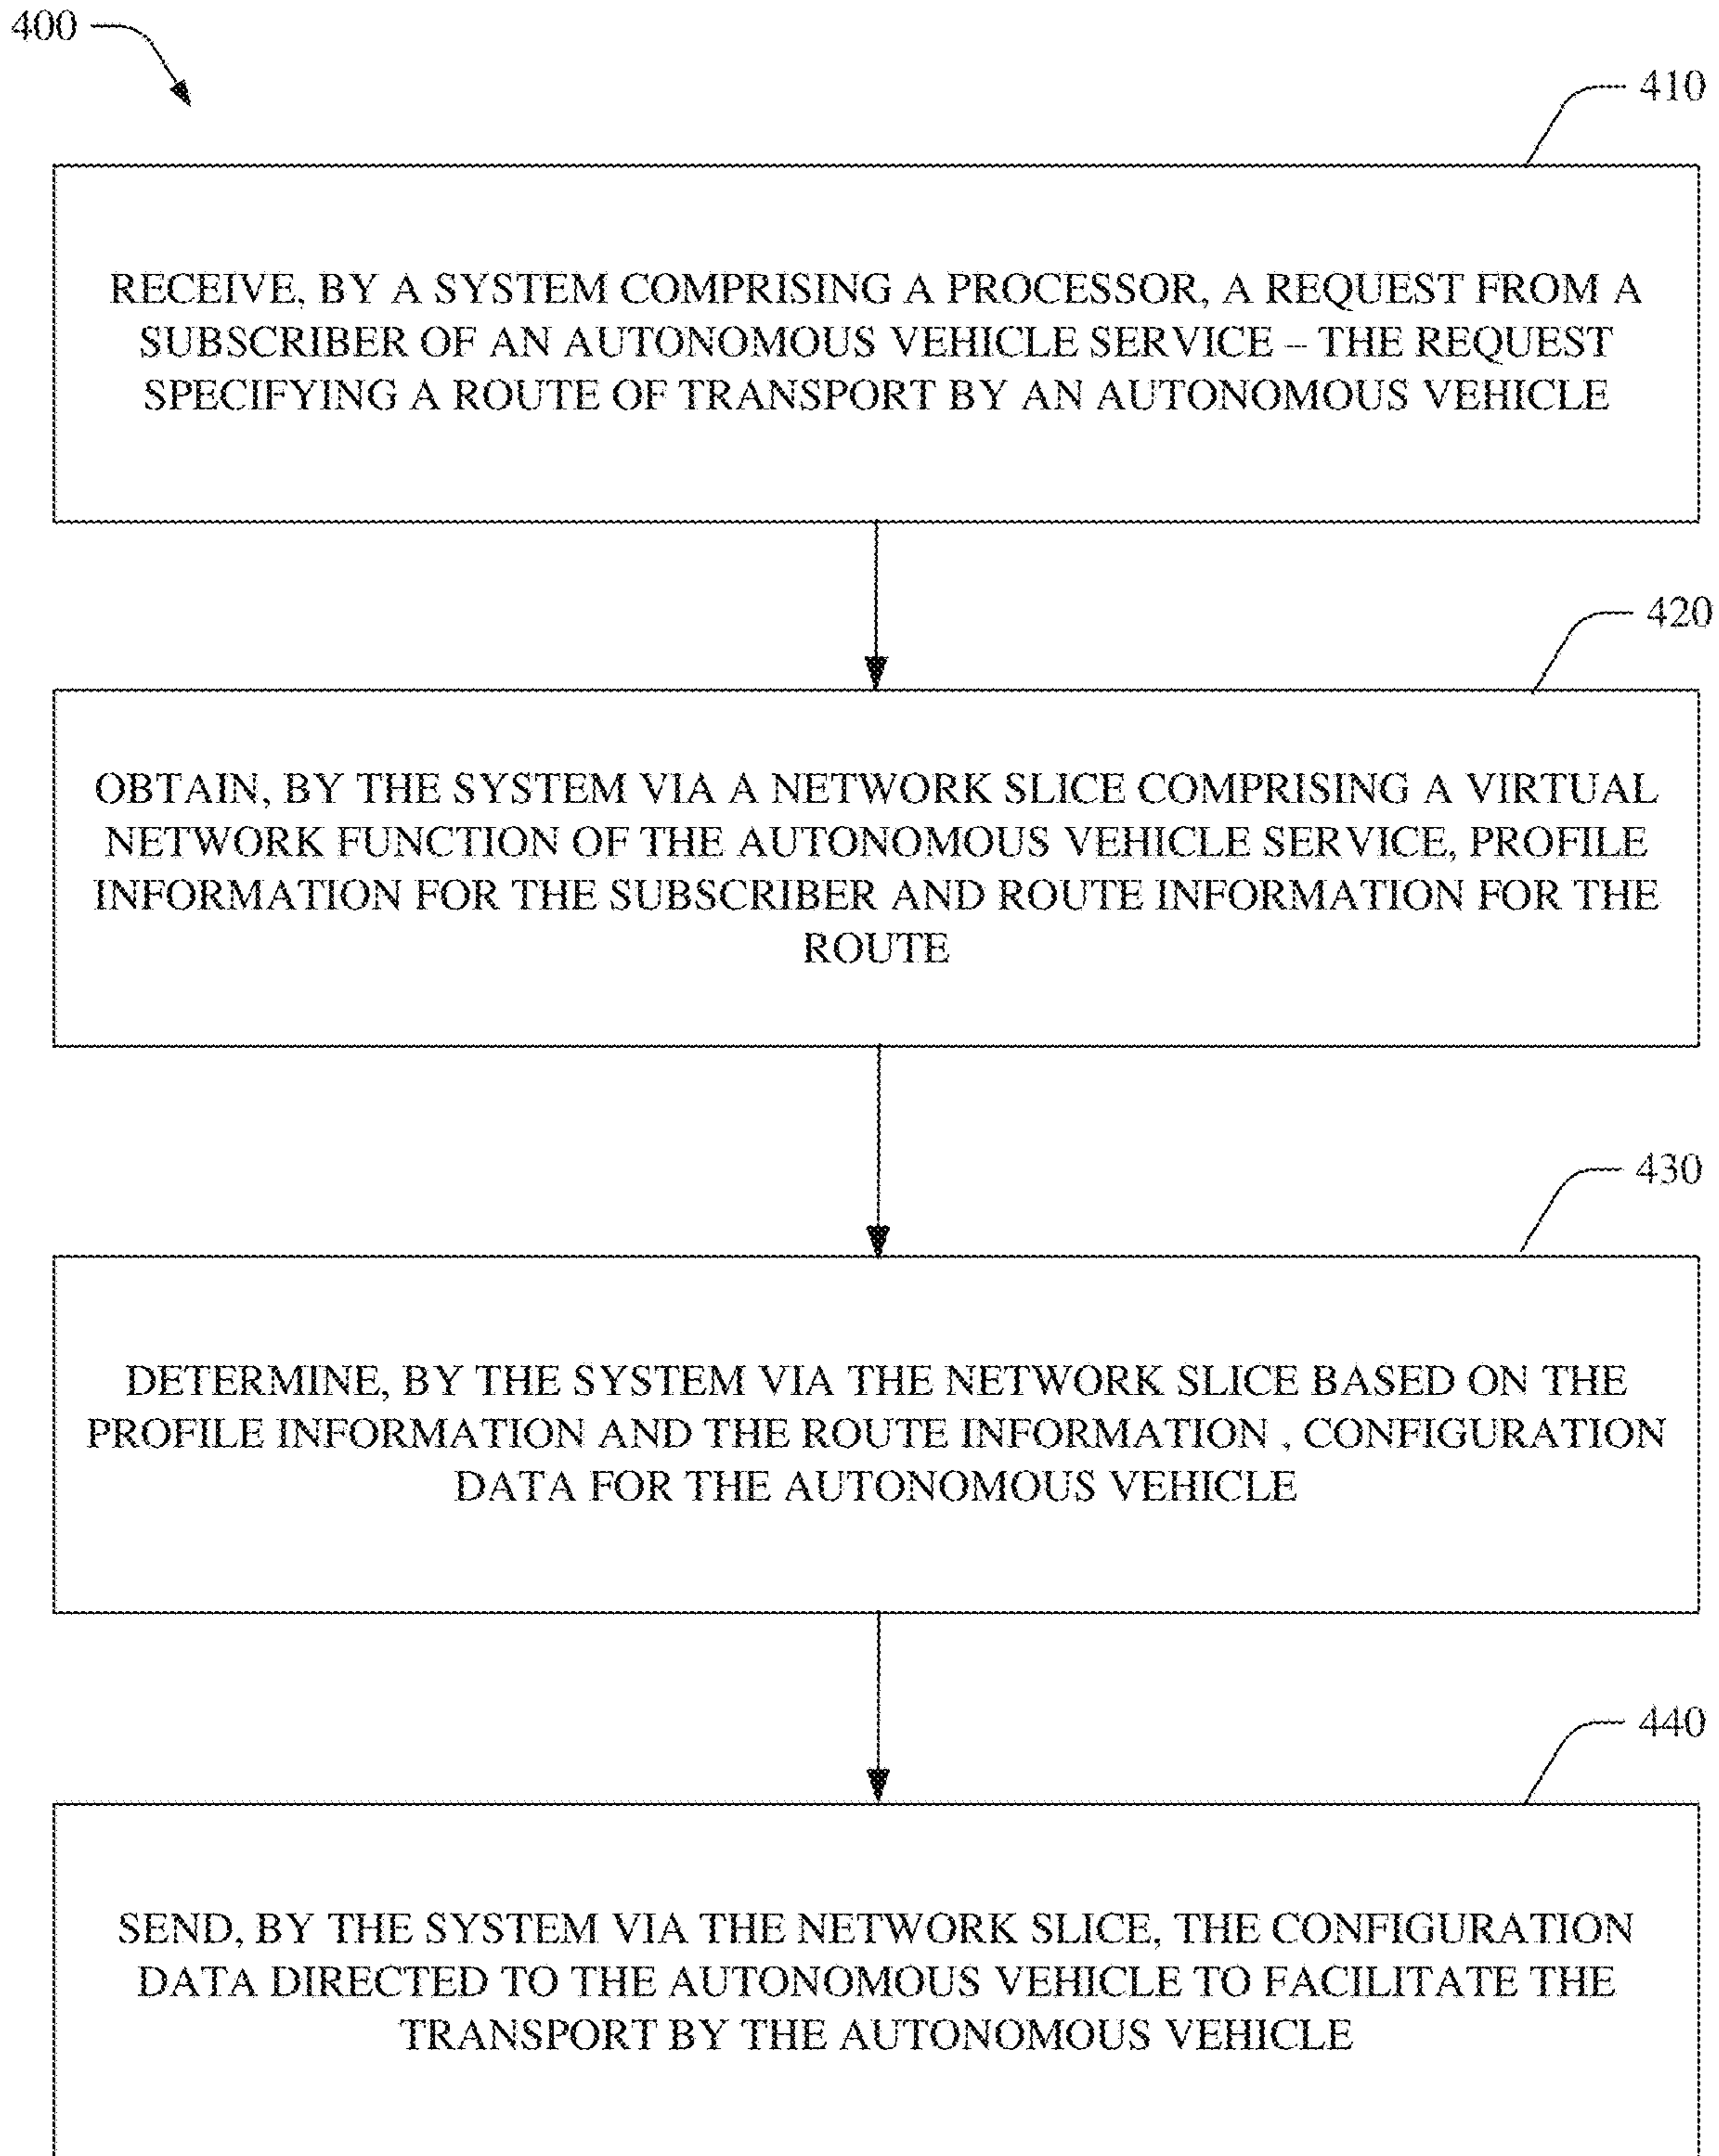 400
410
RECEIVE, BY A SYSTEM COMPRISING A PROCESSOR, A REQUEST FROM A
SUBSCRIBER OF AN AUTONOMOUS VEHICLE SERVICE – THE REQUEST
SPECIFYING A ROUTE OF TRANSPORT BY AN AUTONOMOUS VEHICLE
420
OBTAIN, BY THE SYSTEM VIA A NETWORK SLICE COMPRISING A VIRTUAL
NETWORK FUNCTION OF THE AUTONOMOUS VEHICLE SERVICE, PROFILE
INFORMATION FOR THE SUBSCRIBER AND ROUTE INFORMATION FOR THE
ROUTE
430
DETERMINE, BY THE SYSTEM VIA THE NETWORK SLICE BASED ON THE
PROFILE INFORMATION AND THE ROUTE INFORMATION , CONFIGURATION
DATA FOR THE AUTONOMOUS VEHICLE
440
SEND, BY THE SYSTEM VIA THE NETWORK SLICE, THE CONFIGURATION
DATA DIRECTED TO THE AUTONOMOUS VEHICLE TO FACILITATE THE
TRANSPORT BY THE AUTONOMOUS VEHICLE